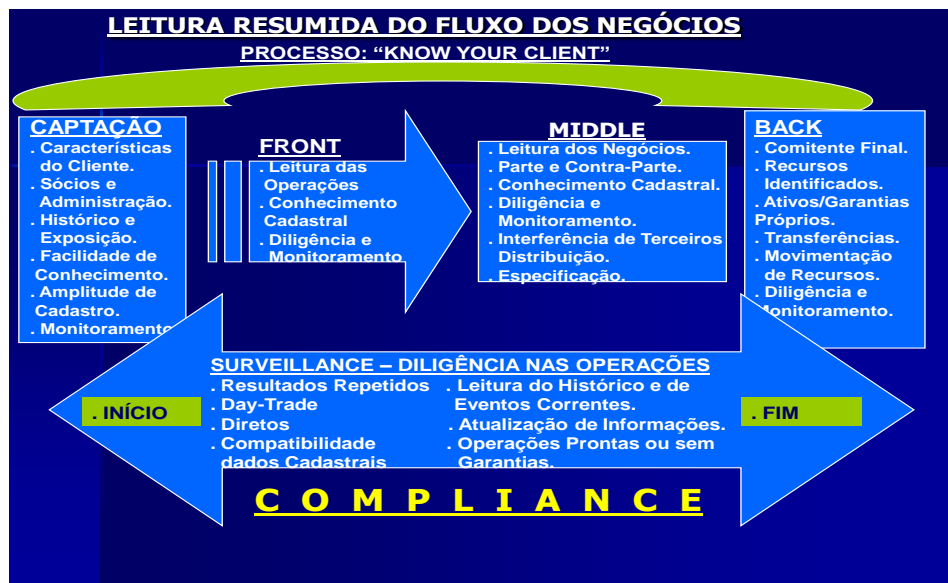 LEITURA RESUMIDA DO FLUXO DOS NEGÓCIOS
PROCESSO: “KNOW YOUR CLIENT”
CAPTAÇÃO
. Características
do Cliente.
. Sócios e
Administração.
. Histórico e
Exposição.
. Facilidade de
Conhecimento.
. Amplitude de
Cadastro.
. Monitoramento
FRONT
. Leitura das
Operações
. Conhecimento
Cadastral
. Diligência e
Monitoramento
MIDDLE
. Leitura dos Negócios.
. Parte e Contra-Parte.
. Conhecimento Cadastral.
. Diligência e
Monitoramento.
. Interferência de Terceiros
Distribuição.
. Especificação.
BACK
. Comitente Final.
. Recursos
Identificados.
. Ativos/Garantias
Próprios.
. Transferências.
. Movimentação
de Recursos.
. Diligência e
Monitoramento.
SURVEILLANCE – DILIGÊNCIA NAS OPERAÇÕES
. Resultados Repetidos
. Day-Trade
. Diretos
. Compatibilidade
dados Cadastrais
. Leitura do Histórico e de
Eventos Correntes.
. Atualização de Informações.
. Operações Prontas ou sem
Garantias.
. INÍCIO
. FIM
C O M P L I A N C E